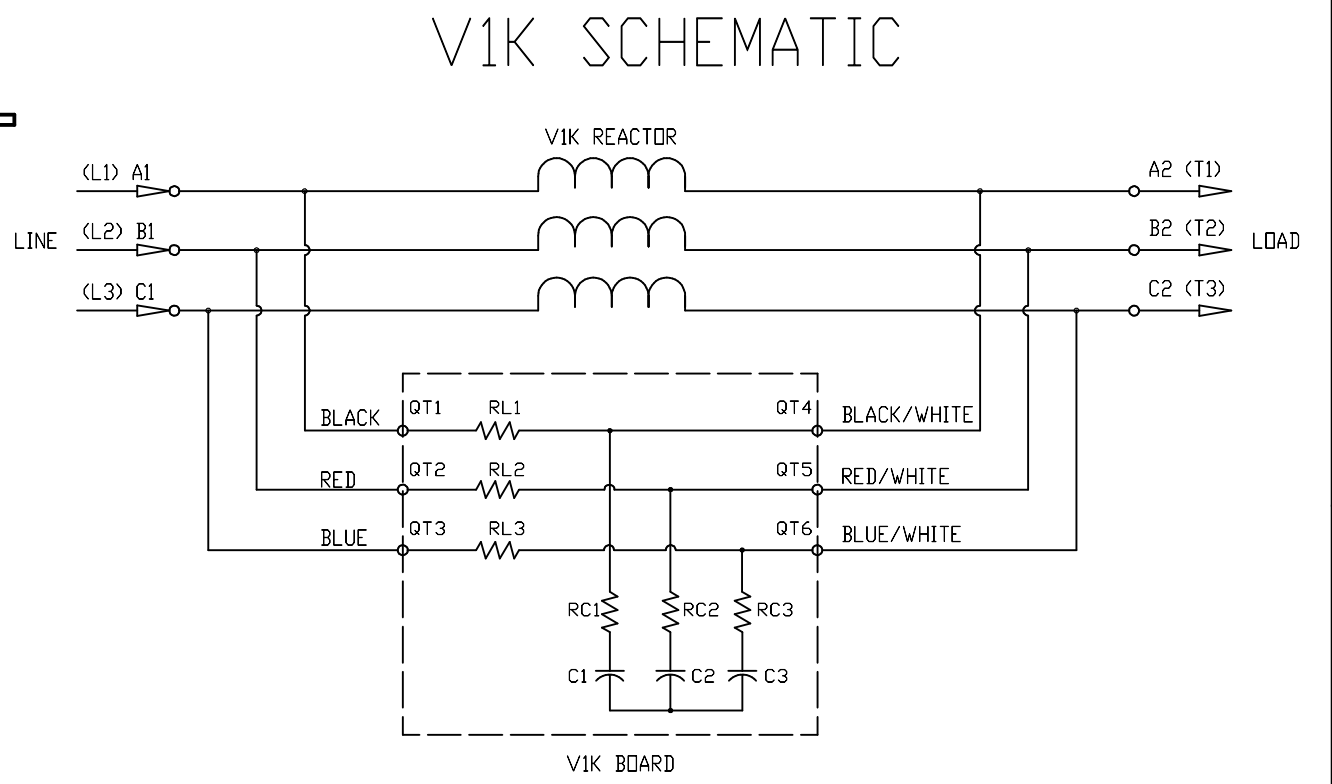 V1K SCHEMATIC
V1K REACTOR
(L1) A1
A2 (T1)
(L2) B1
B2 (T2)
LINE
LOAD
(L3) C1
C2 (T3)
BLACK
QT1
RL1
QT4
BLACK/WHITE
RED
QT2
RL2
QT5
RED/WHITE
BLUE
QT3
RL3
QT6
BLUE/WHITE
RC1
RC2
RC3
C1
C2
C3
V1K BOARD